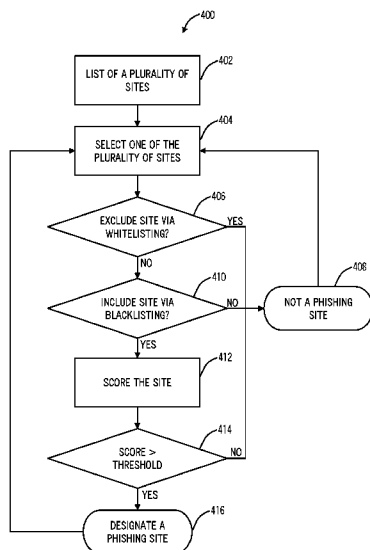 400
402
LIST OF A PLURALITY OF
SITES
404
SELECT ONE OF THE
PLURALITY OF SITES
406
EXCLUDE SITE VIA
WHITELISTING?
YES
NO
408
NOT A PHISHING
SITE
410
INCLUDE SITE VIA
BLACKLISTING?
NO
YES
412
SCORE THE SITE
414
SCORE >
THRESHOLD
NO
YES
DESIGNATE A
PHISHING SITE
416